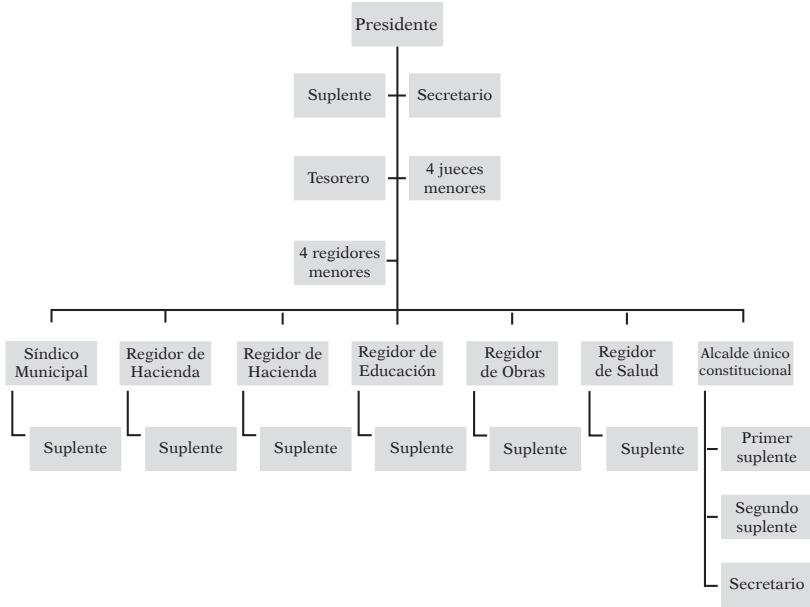 Presidente
Suplente
Secretario
Tesorero
4 jueces
menores
4 regidores
menores
Síndico
Municipal
Regidor de
Hacienda
Regidor de
Hacienda
Regidor de
Educación
Regidor
de Obras
Regidor
de Salud
Alcalde único
constitucional
Suplente
Suplente
Suplente
Suplente
Suplente
Suplente
Primer
suplente
Segundo
suplente
Secretario